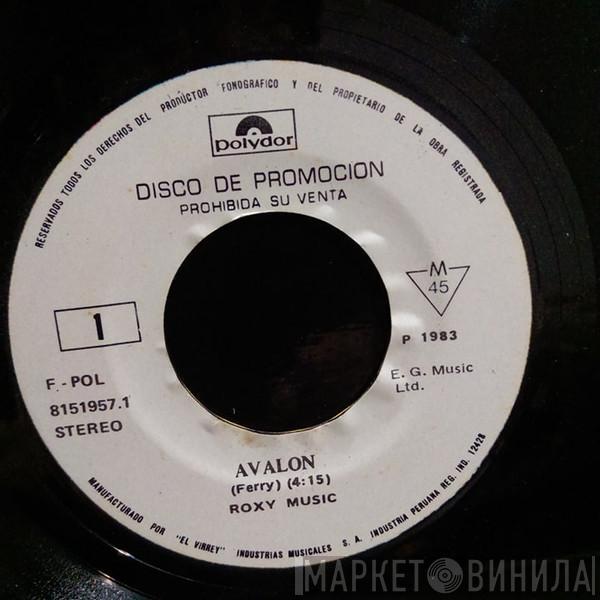 RESERVADOS TODOS LOS DERECHOS DEL PRODUCTOR FONOGRAFICO Y DEL PROPIETARIO DE LA OBRA REGISTRADA
polydor
DISCO DE PROMOCION
PROHIBIDA SU VENTA
M
45
1
P 1983
F.-POL
8151957.1
STEREO
E. G. Music
Ltd.
AVALON
(Ferry) (4:15)
ROXY MUSIC
MANUFACTURADO POR "EL VIRREY" INDUSTRIAS MUSICALES S. A. INDUSTRIA PERUANA REG. IND. 12428
МАРКЕТ ВИНИЛА